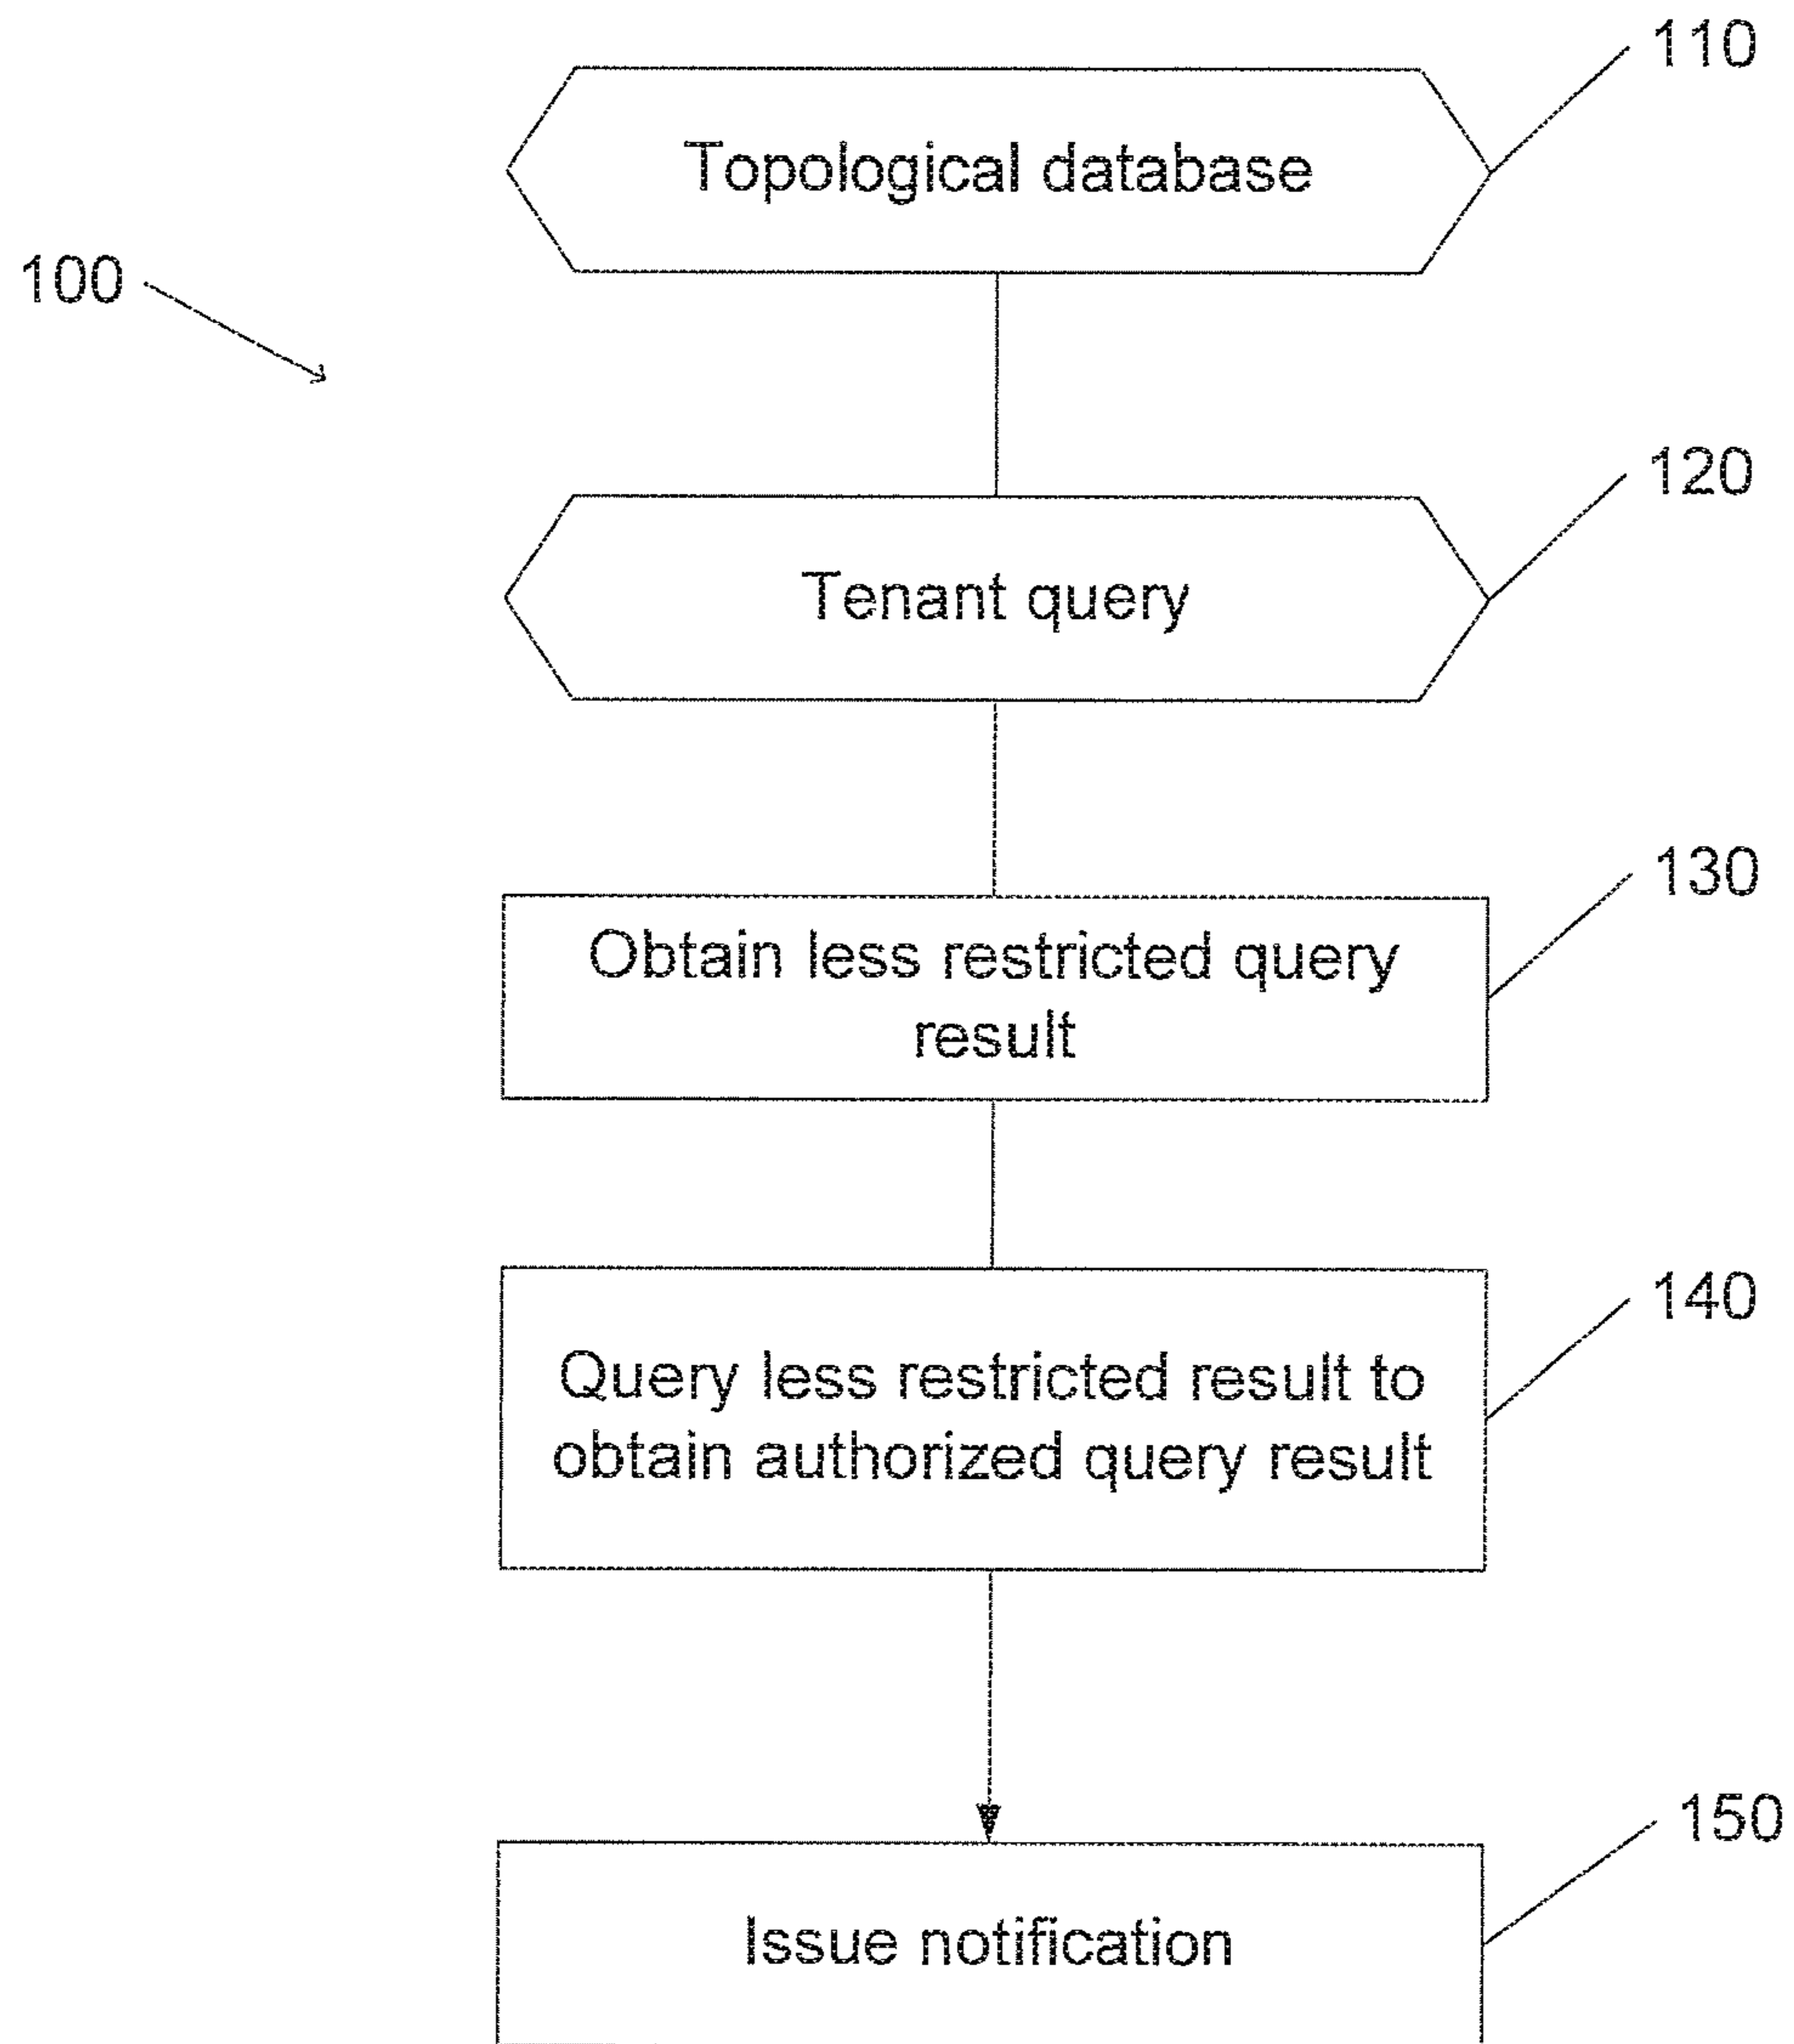 110
Topological database
100
120
Tenant query
130
Obtain less restricted query
result
140
Query less restricted result to
obtain authorized query result
150
Issue notification